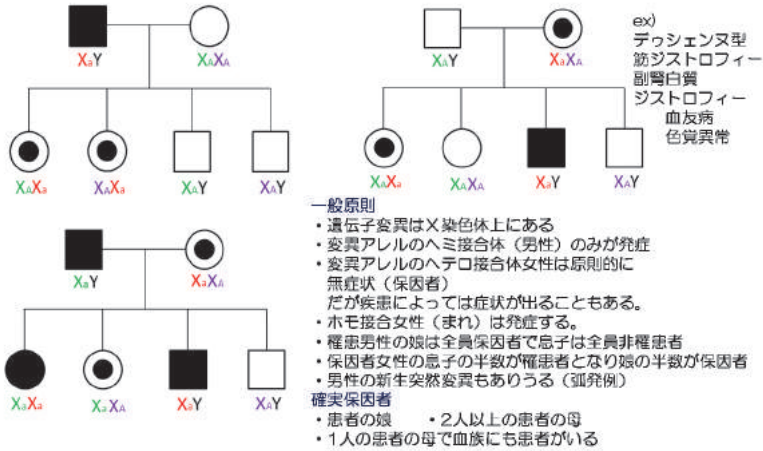 XaY XAXA
XAXa XAXa XAY XAY
XAY XaXA
XAXa XAXA XaY XAY
ex)
デゥシェンヌ型
筋ジストロフィー
副腎白質
ジストロフィー
血友病
色覚異常
XaY XaXA
XaXa XaXA XaY XAY
一般原則
・遺伝子変異はX染色体上にある
・変異アレルのヘミ接合体（男性）のみが発症
・変異アレルのヘテロ接合体女性は原則的に
無症状（保因者）
だが疾患によっては症状が出ることもある。
・ホモ接合女性（まれ）は発症する。
・罹患男性の娘は全員保因者で息子は全員非罹患者
・保因者女性の息子の半数が罹患者となり娘の半数が保因者
・男性の新生突然変異もありうる（弧発例）
確実保因者
・患者の娘 ・2人以上の患者の母
・1人の患者の母で血族にも患者がいる